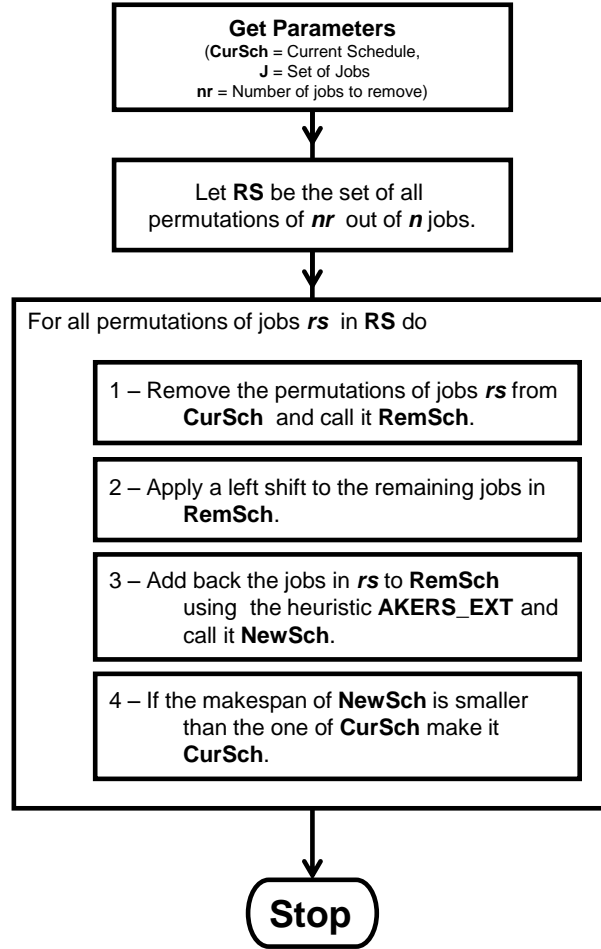 Get Parameters
(CurSch = Current Schedule,
J = Set of Jobs
nr = Number of jobs to remove)
Let RS be the set of all
permutations of nr out of n jobs.
For all permutations of jobs rs in RS do
1 – Remove the permutations of jobs rs from
CurSch and call it RemSch.
2 – Apply a left shift to the remaining jobs in
RemSch.
3 – Add back the jobs in rs to RemSch
using the heuristic AKERS_EXT and
call it NewSch.
4 – If the makespan of NewSch is smaller
than the one of CurSch make it
CurSch.
Stop